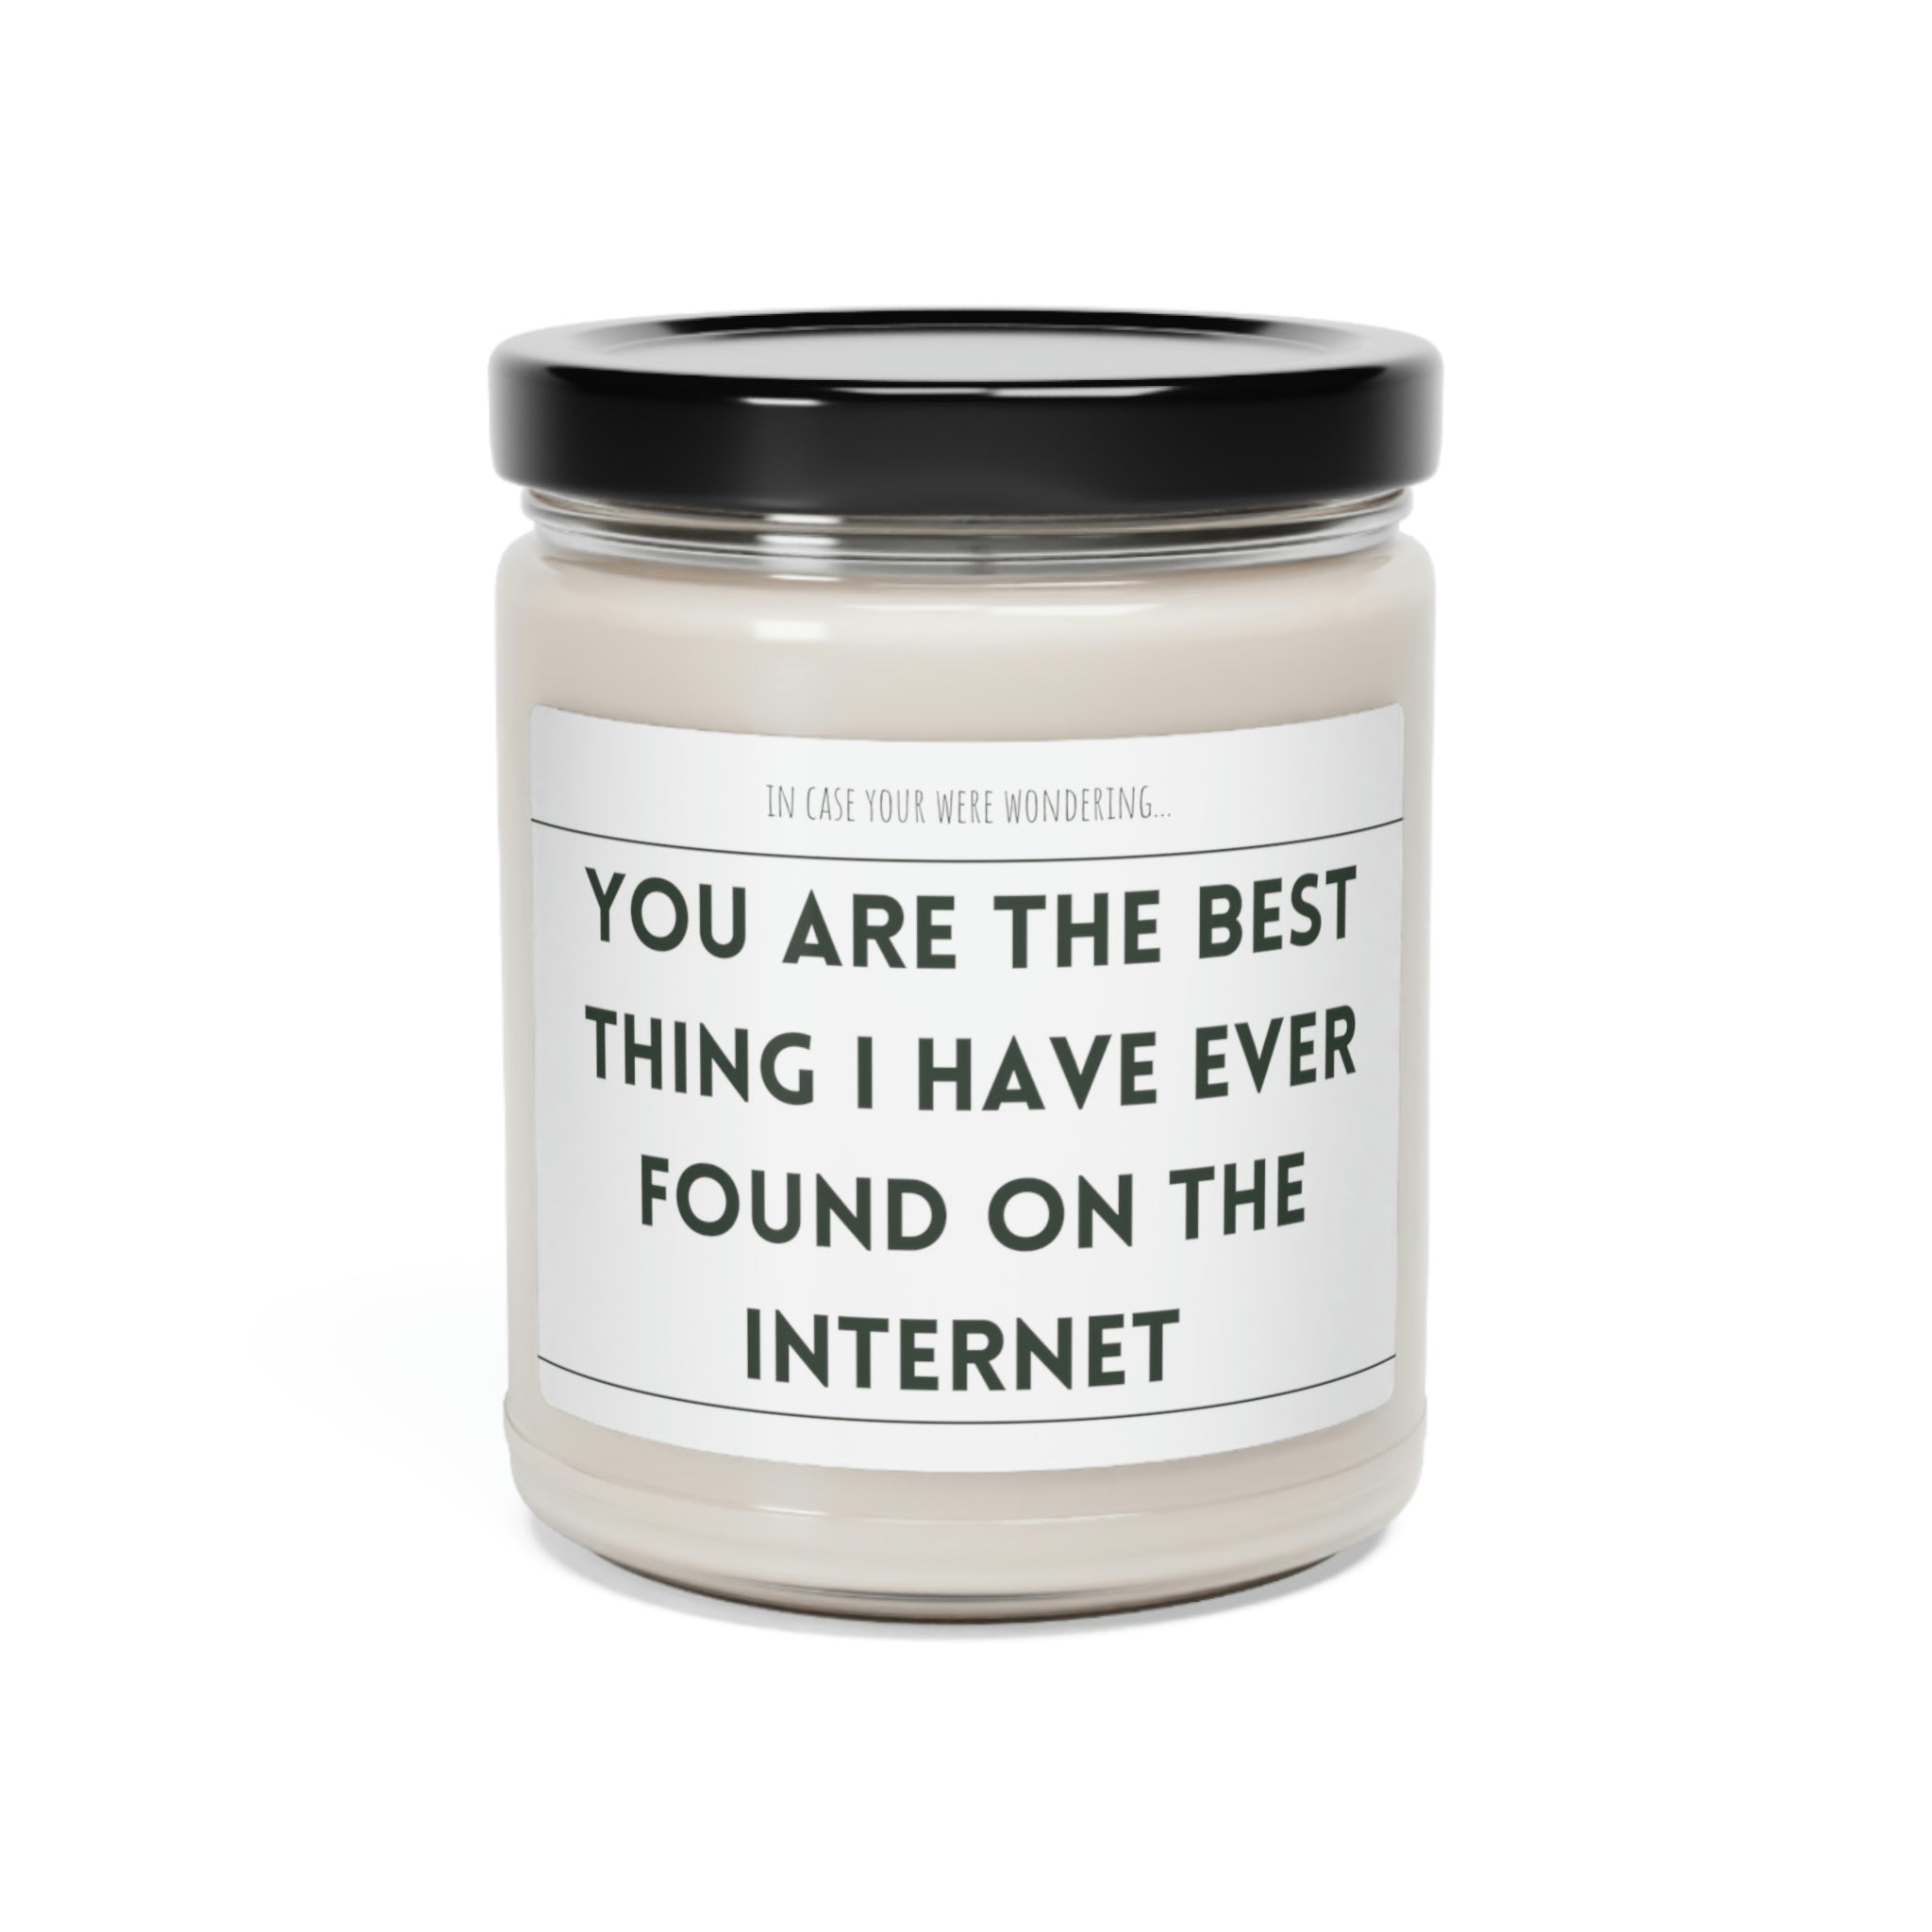 IN CASE YOUR WERE WONDERING...
YOU ARE THE BEST
THING I HAVE EVER
FOUND ON THE
INTERNET